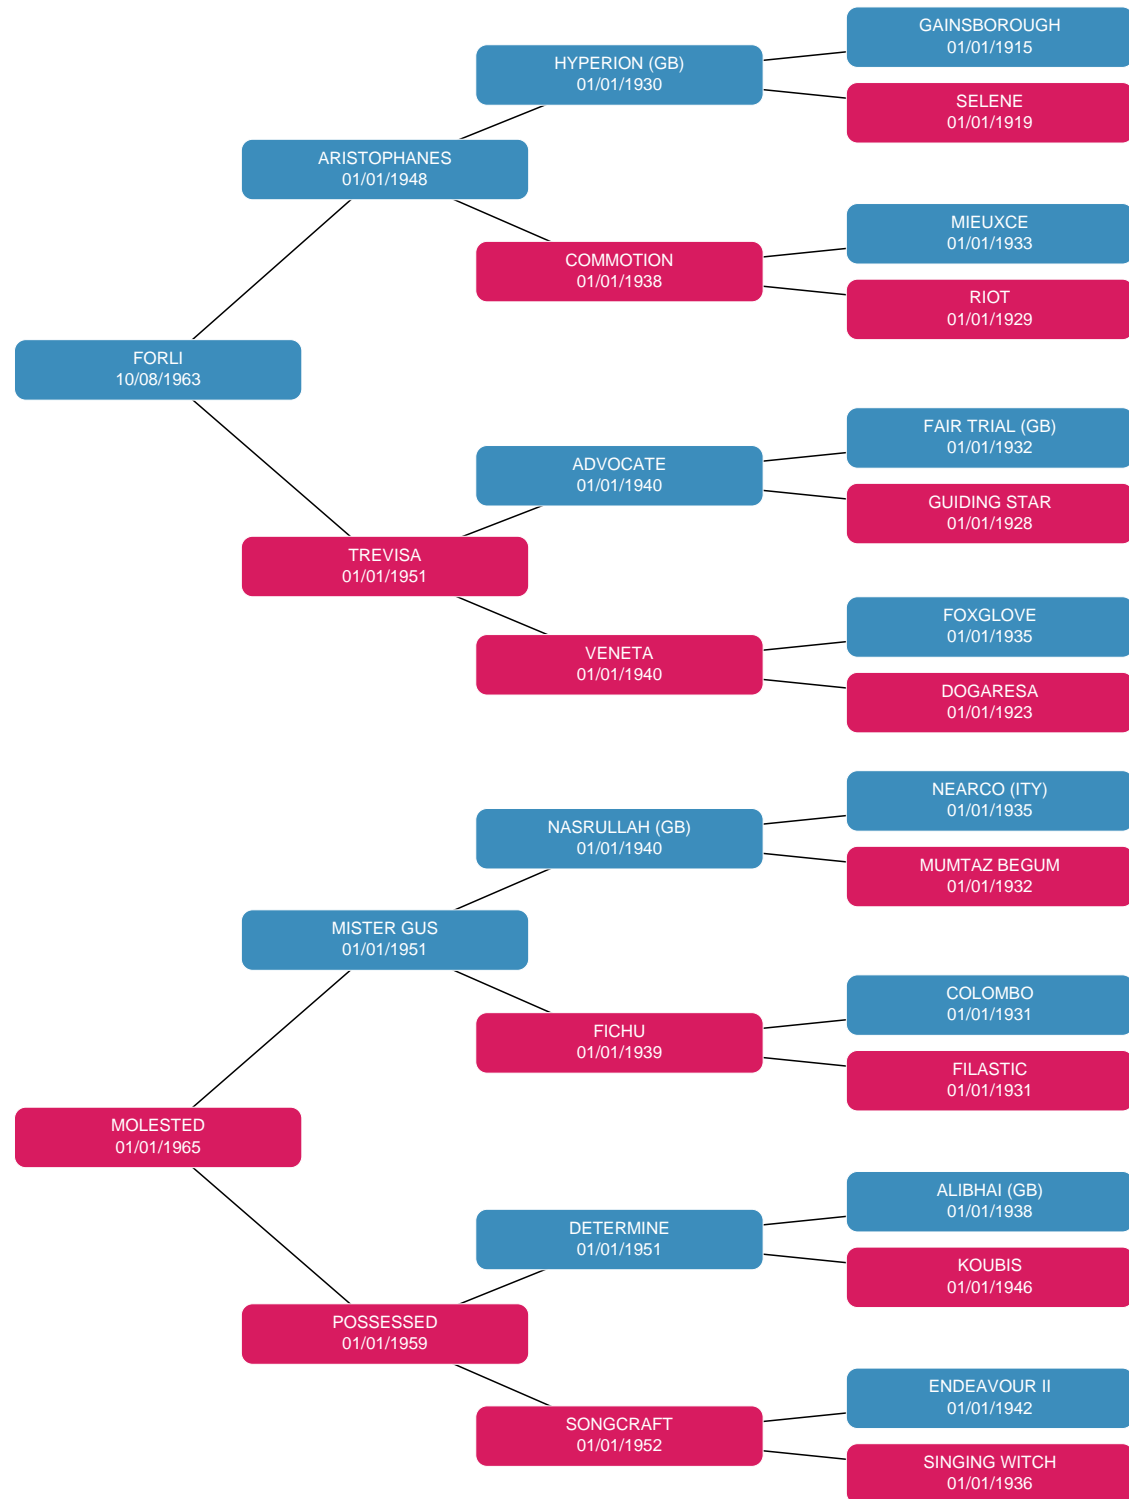 GAINSBOROUGH
01/01/1915
HYPERION (GB)
01/01/1930
SELENE
01/01/1919
ARISTOPHANES
01/01/1948
MIEUXCE
01/01/1933
COMMOTION
01/01/1938
RIOT
01/01/1929
FORLI
10/08/1963
FAIR TRIAL (GB)
01/01/1932
ADVOCATE
01/01/1940
GUIDING STAR
01/01/1928
TREVISA
01/01/1951
FOXGLOVE
01/01/1935
VENETA
01/01/1940
DOGARESA
01/01/1923
NEARCO (ITY)
01/01/1935
NASRULLAH (GB)
01/01/1940
MUMTAZ BEGUM
01/01/1932
MISTER GUS
01/01/1951
COLOMBO
01/01/1931
FICHU
01/01/1939
FILASTIC
01/01/1931
MOLESTED
01/01/1965
ALIBHAI (GB)
01/01/1938
DETERMINE
01/01/1951
KOUBIS
01/01/1946
POSSESSED
01/01/1959
ENDEAVOUR II
01/01/1942
SONGCRAFT
01/01/1952
SINGING WITCH
01/01/1936